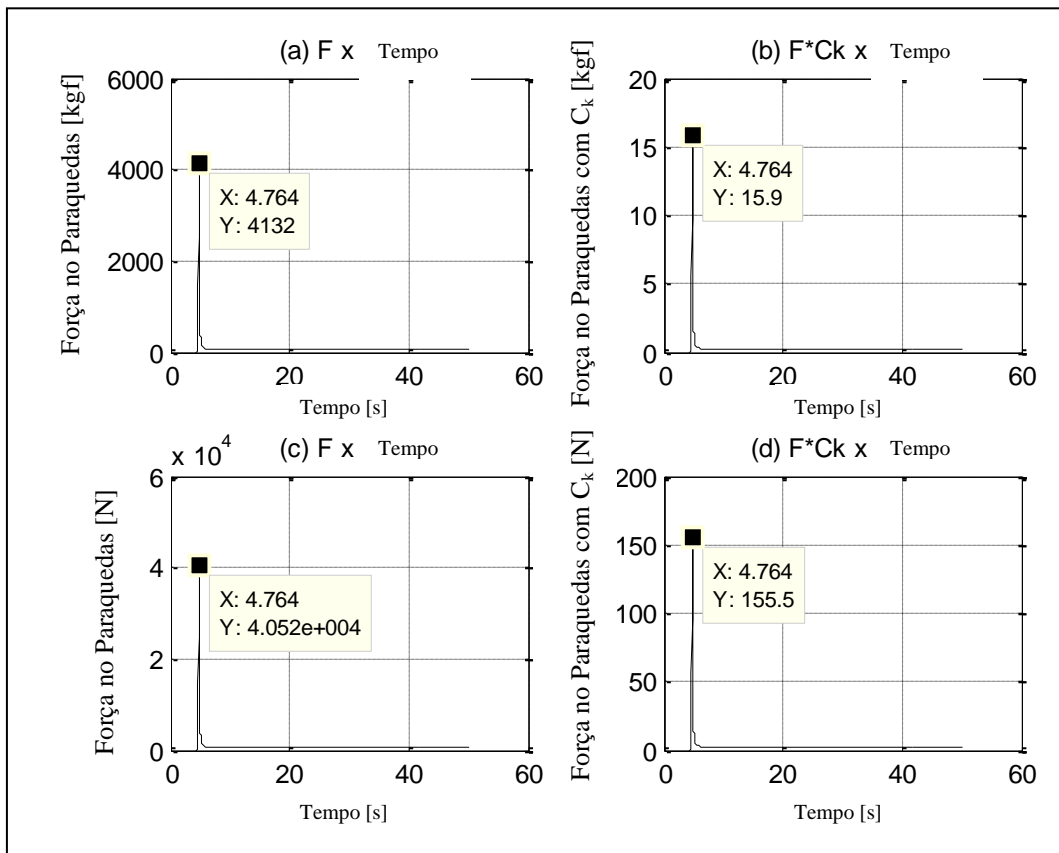 (a) F x Tempo
Força no Paraquedas [kgf]
6000
4000
2000
0
X: 4.764
Y: 4132
0 20 40 60
Tempo [s]
(b) F*Ck x Tempo
Força no Paraquedas com Ck [kgf]
20
15
10
5
0
X: 4.764
Y: 15.9
0 20 40 60
Tempo [s]
(c) F x Tempo
x 10^4
Força no Paraquedas [N]
6
4
2
0
X: 4.764
Y: 4.052e+004
0 20 40 60
Tempo [s]
(d) F*Ck x Tempo
Força no Paraquedas com Ck [N]
200
150
100
50
0
X: 4.764
Y: 155.5
0 20 40 60
Tempo [s]